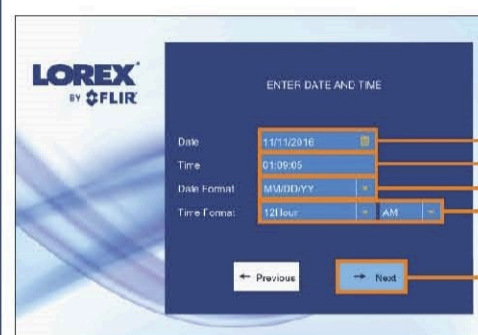 LOREX
BY FLIR
ENTER DATE AND TIME
Date 11/11/2016
Time 01:09:05
Date Format MM/DD/YY
Time Format 12Hour AM
← Previous → Next